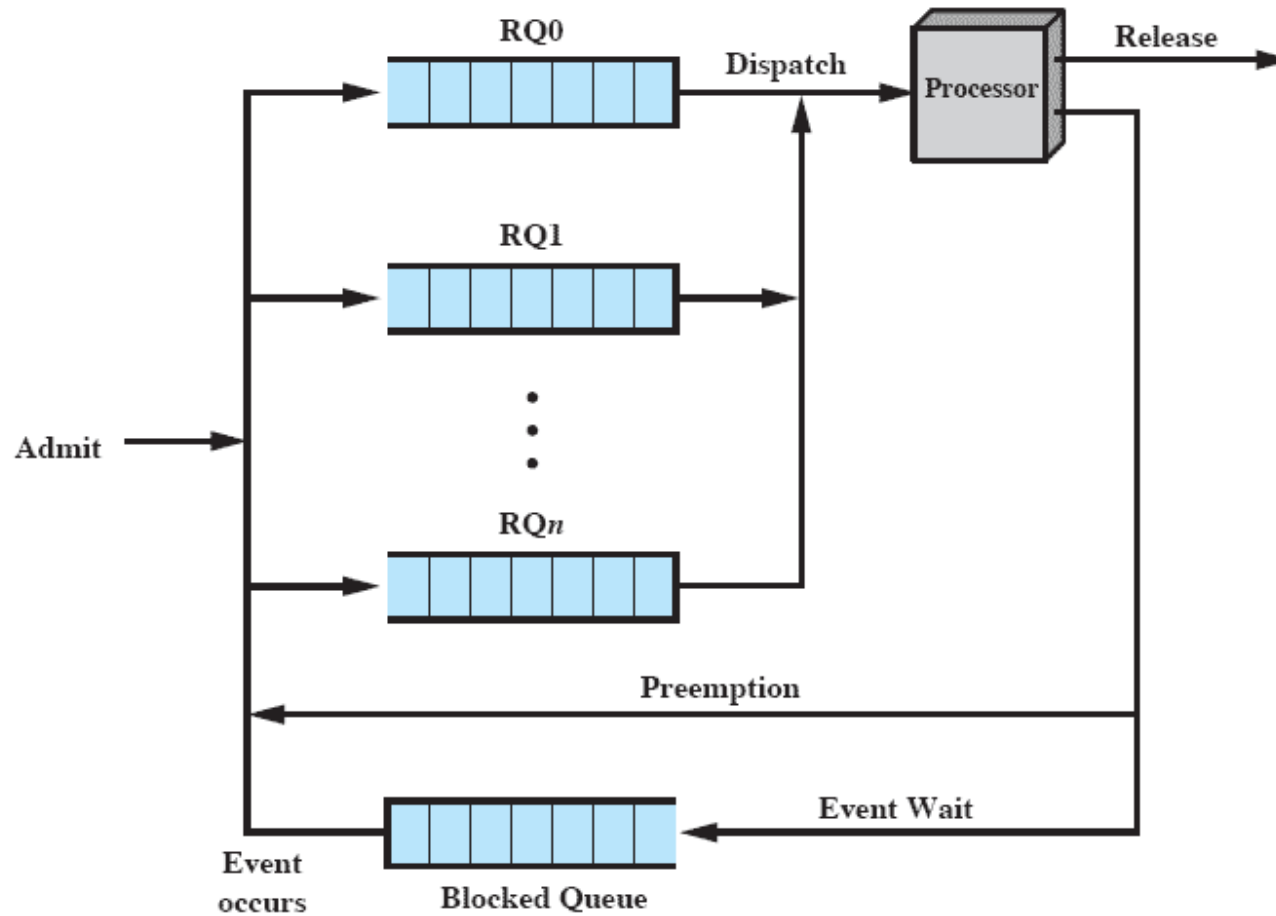 RQ0
Dispatch
Processor
Release
RQ1
Admit
RQn
Preemption
Event Wait
Event
occurs
Blocked Queue